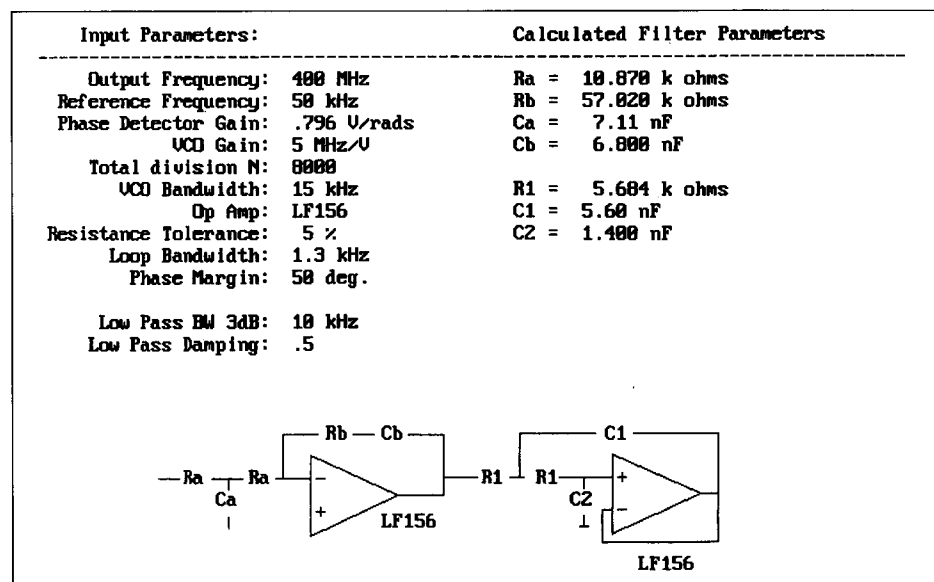 Input Parameters: Calculated Filter Parameters
Output Frequency: 400 MHz Ra = 10.870 k ohms
Reference Frequency: 50 kHz Rb = 57.020 k ohms
Phase Detector Gain: .796 V/rads Ca = 7.11 nF
VCO Gain: 5 MHz/V Cb = 6.800 nF
Total division N: 8000
VCO Bandwidth: 15 kHz R1 = 5.684 k ohms
Op Amp: LF156 C1 = 5.60 nF
Resistance Tolerance: 5 % C2 = 1.400 nF
Loop Bandwidth: 1.3 kHz
Phase Margin: 50 deg.
Low Pass BW 3dB: 10 kHz
Low Pass Damping: .5
Rb Cb C1
Ra Ra - R1 R1 +
Ca C2 -
+ LF156
LF156